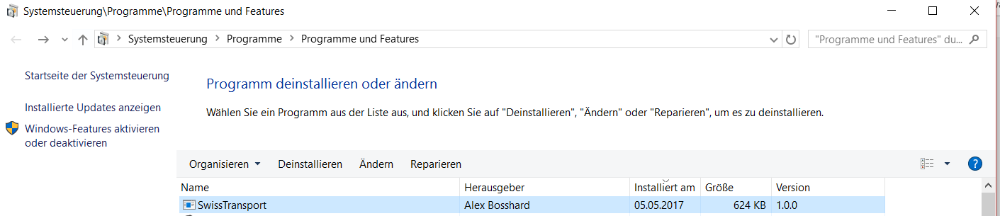 Systemsteuerung\Programme\Programme und Features
Systemsteuerung Programme Programme und Features "Programme und Features" du...
Startseite der Systemsteuerung
Programm deinstallieren oder ändern
Installierte Updates anzeigen
Wählen Sie ein Programm aus der Liste aus, und klicken Sie auf "Deinstallieren", "Ändern" oder "Reparieren", um es zu deinstallieren.
Windows-Features aktivieren
oder deaktivieren
Organisieren Deinstallieren Ändern Reparieren ?
Name Herausgeber Installiert am Größe Version
SwissTransport Alex Bosshard 05.05.2017 624 KB 1.0.0